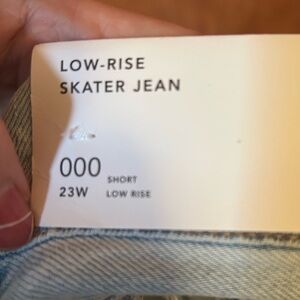 LOW-RISE
SKATER JEAN
000 SHORT
23W LOW RISE